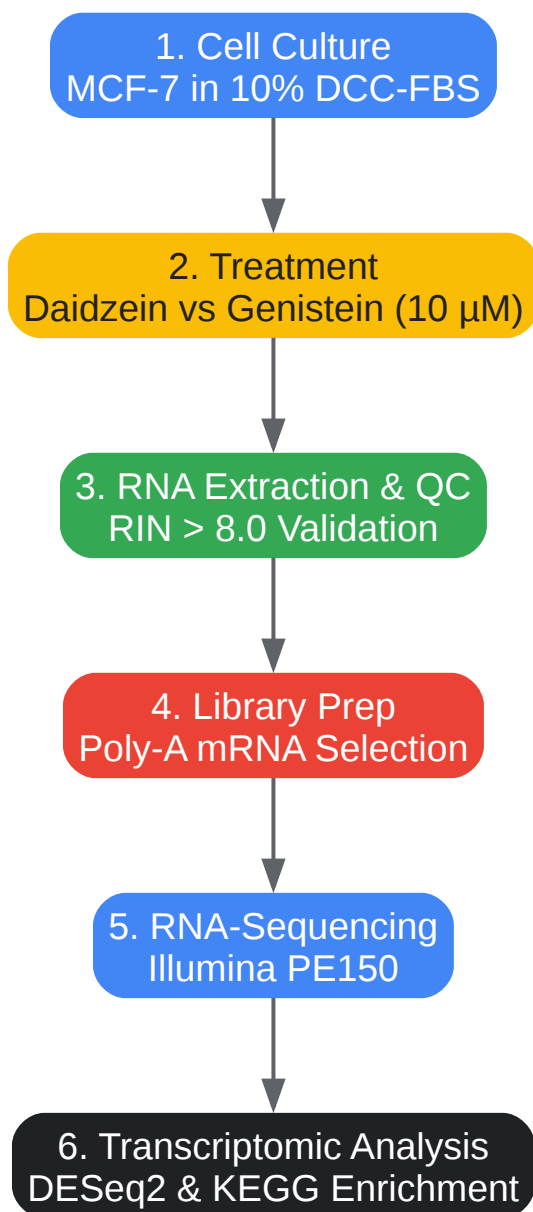 1. Cell Culture
MCF-7 in 10% DCC-FBS
2. Treatment
Daidzein vs Genistein (10 µM)
3. RNA Extraction & QC
RIN > 8.0 Validation
4. Library Prep
Poly-A mRNA Selection
5. RNA-Sequencing
Illumina PE150
6. Transcriptomic Analysis
DESeq2 & KEGG Enrichment